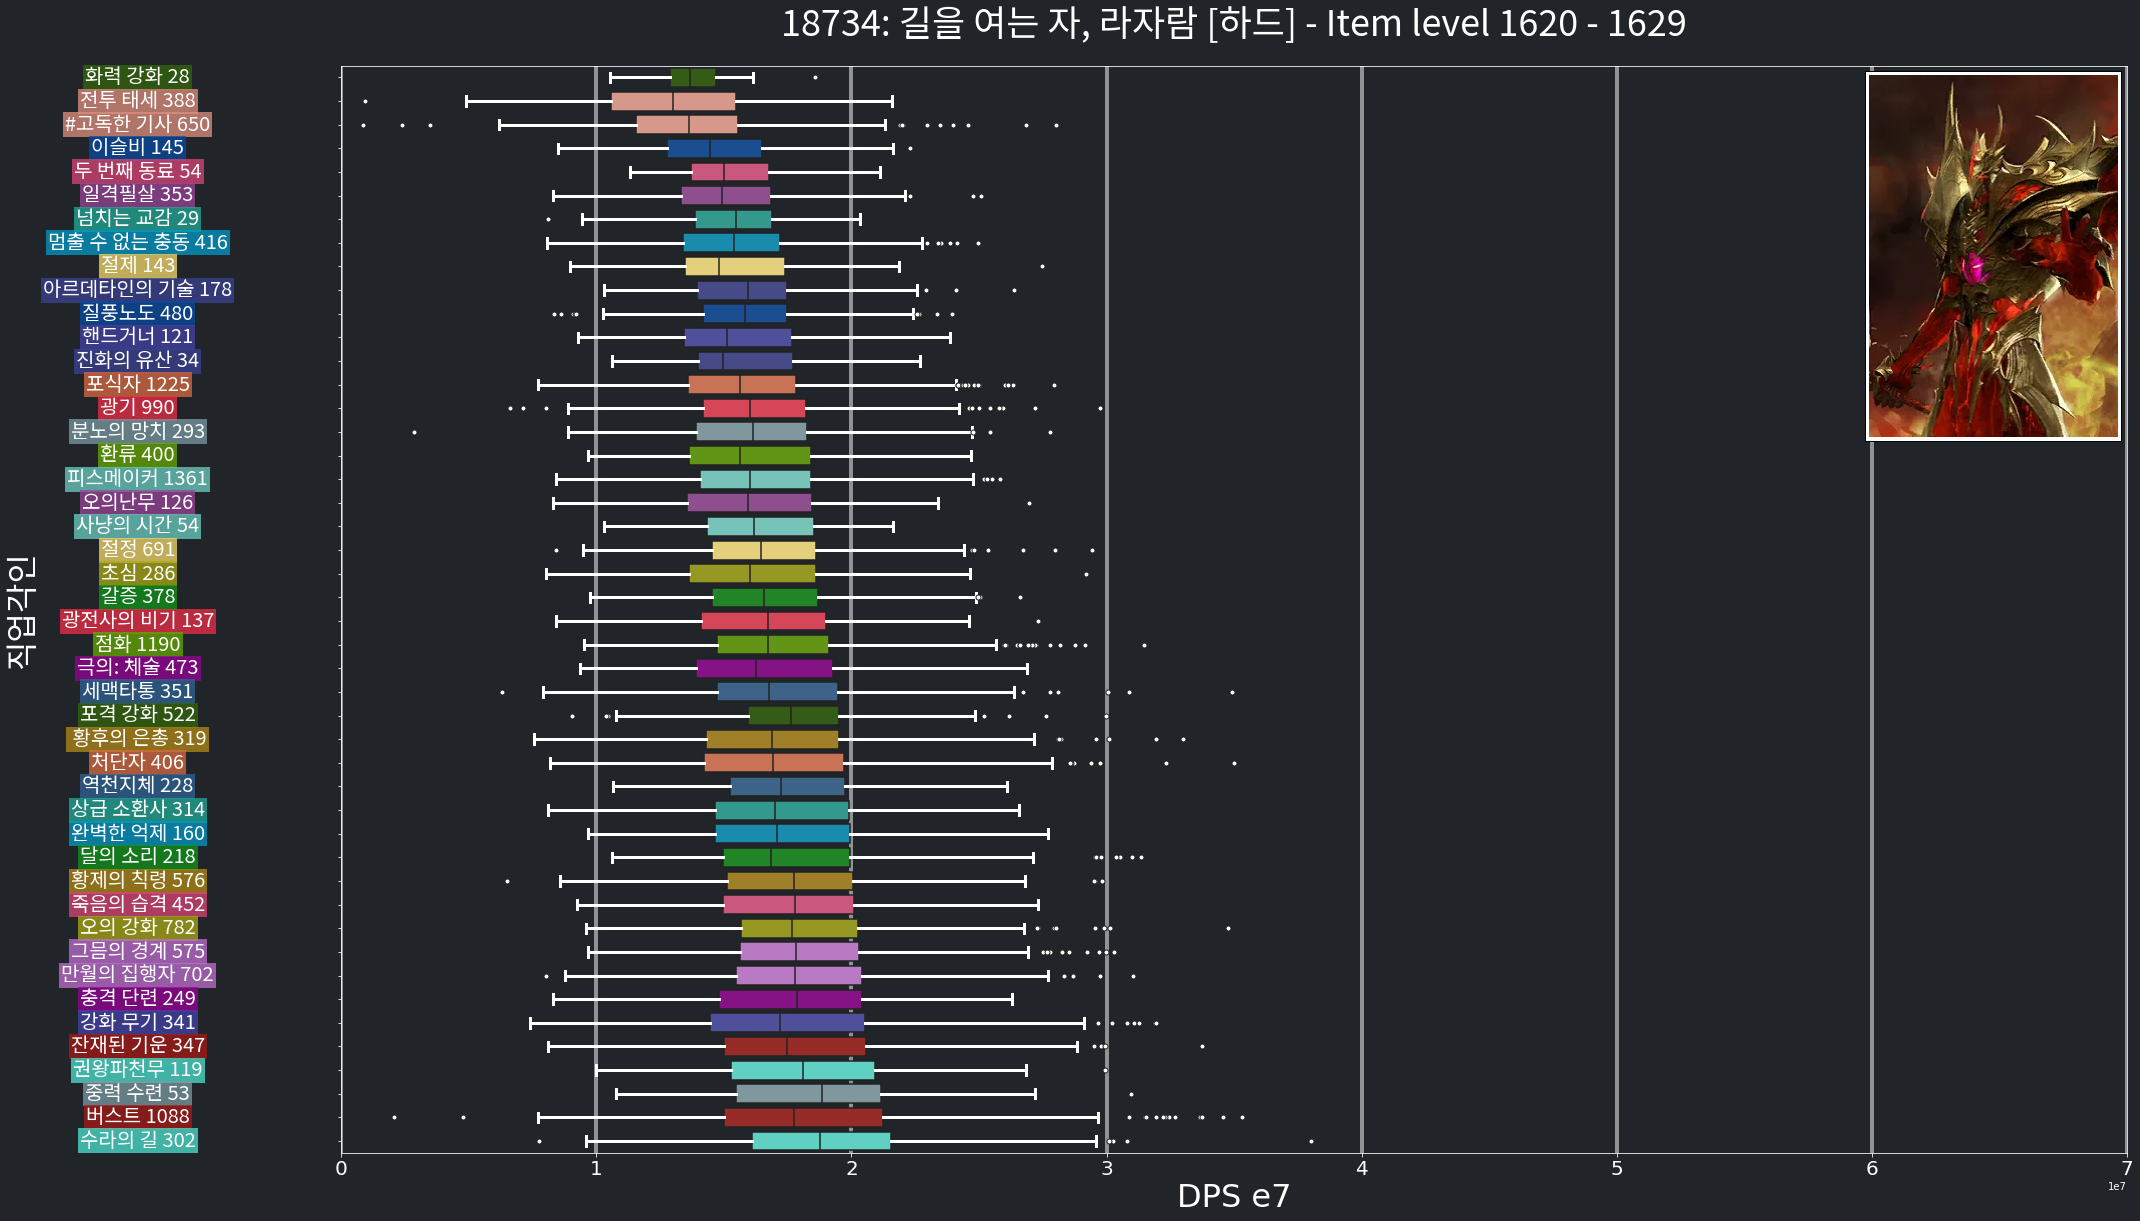 18734: 길을 여는 자, 라자람 [하드] - Item level 1620 - 1629
화력 강화 28
전투 태세 388
#고독한 기사 650
이슬비 145
두 번째 동료 54
일격필살 353
넘치는 교감 29
멈출 수 없는 충동 416
절제 143
아르데타인의 기술 178
질풍노도 480
핸드거너 121
진화의 유산 34
포식자 1225
광기 990
분노의 망치 293
환류 400
피스메이커 1361
오의난무 126
사냥의 시간 54
절정 691
초심 286
갈증 378
광전사의 비기 137
점화 1190
극의: 체술 473
세맥타통 351
포격 강화 522
황후의 은총 319
처단자 406
역천지체 228
상급 소환사 314
완벽한 억제 160
달의 소리 218
황제의 칙령 576
죽음의 습격 452
오의 강화 782
그믐의 경계 575
만월의 집행자 702
충격 단련 249
강화 무기 341
잔재된 기운 347
권왕파천무 119
중력 수련 53
버스트 1088
수라의 길 302
직업각인
0 1 2 3 4 5 6 7
1e7
DPS e7